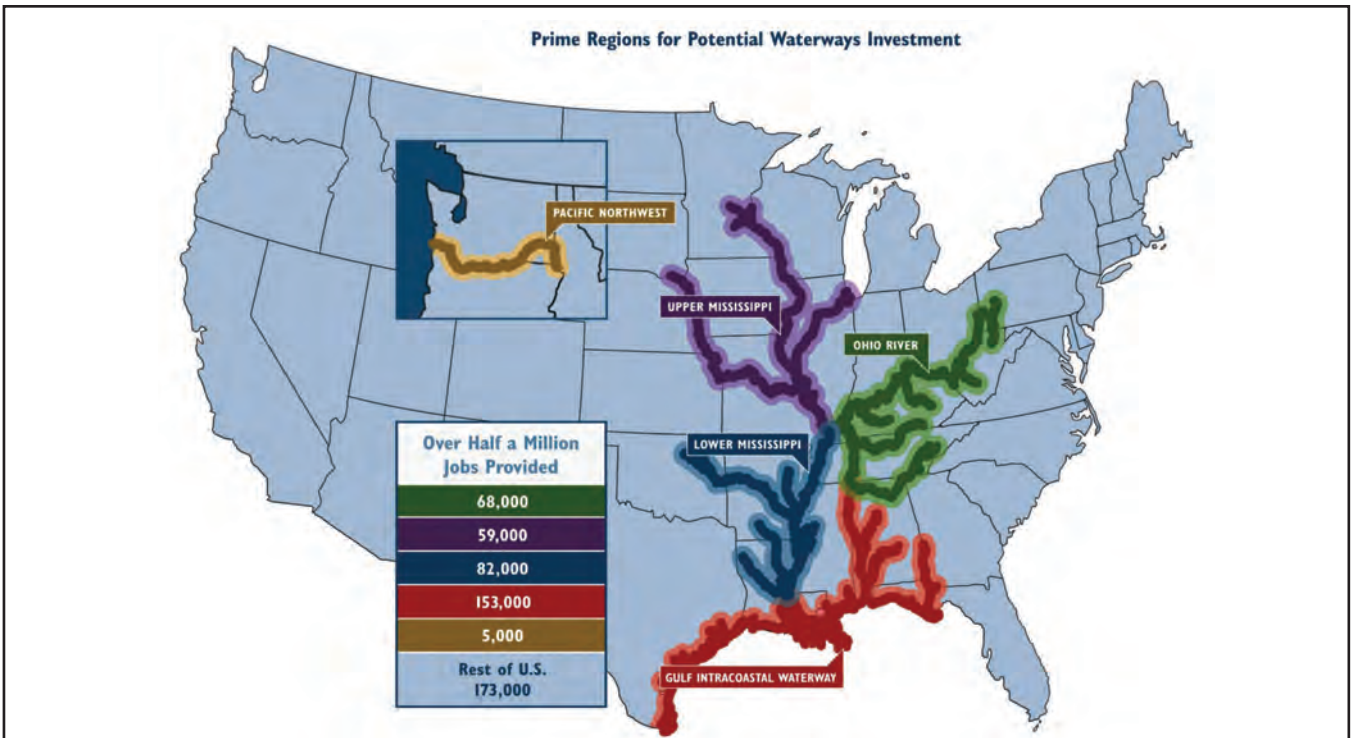 Prime Regions for Potential Waterways Investment
PACIFIC NORTHWEST
UPPER MISSISSIPPI
OHIO RIVER
LOWER MISSISSIPPI
Over Half a Million
Jobs Provided
68,000
59,000
82,000
153,000
5,000
Rest of U.S.
173,000
GULF INTRACOASTAL WATERWAY